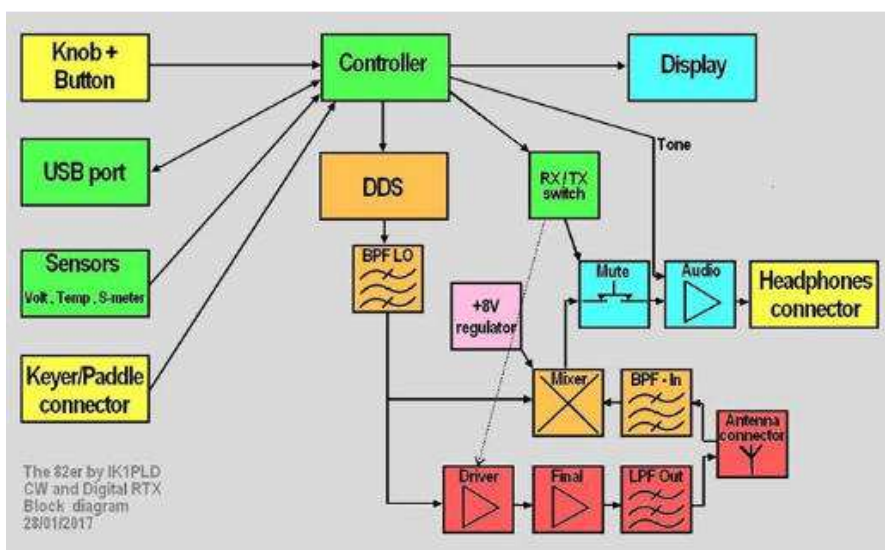 Knob +
Button
Controller
Display
USB port
DDS
RX/TX
switch
Tone
Sensors
Volt , Temp , S-meter
BPF LO
+8V
regulator
Mute
Audio
Headphones
connector
Keyer/Paddle
connector
Mixer
BPF - In
Antenna
connector
Driver
Final
LPF Out
The 82er by IK1PLD
CW and Digital RTX
Block diagram
28/01/2017